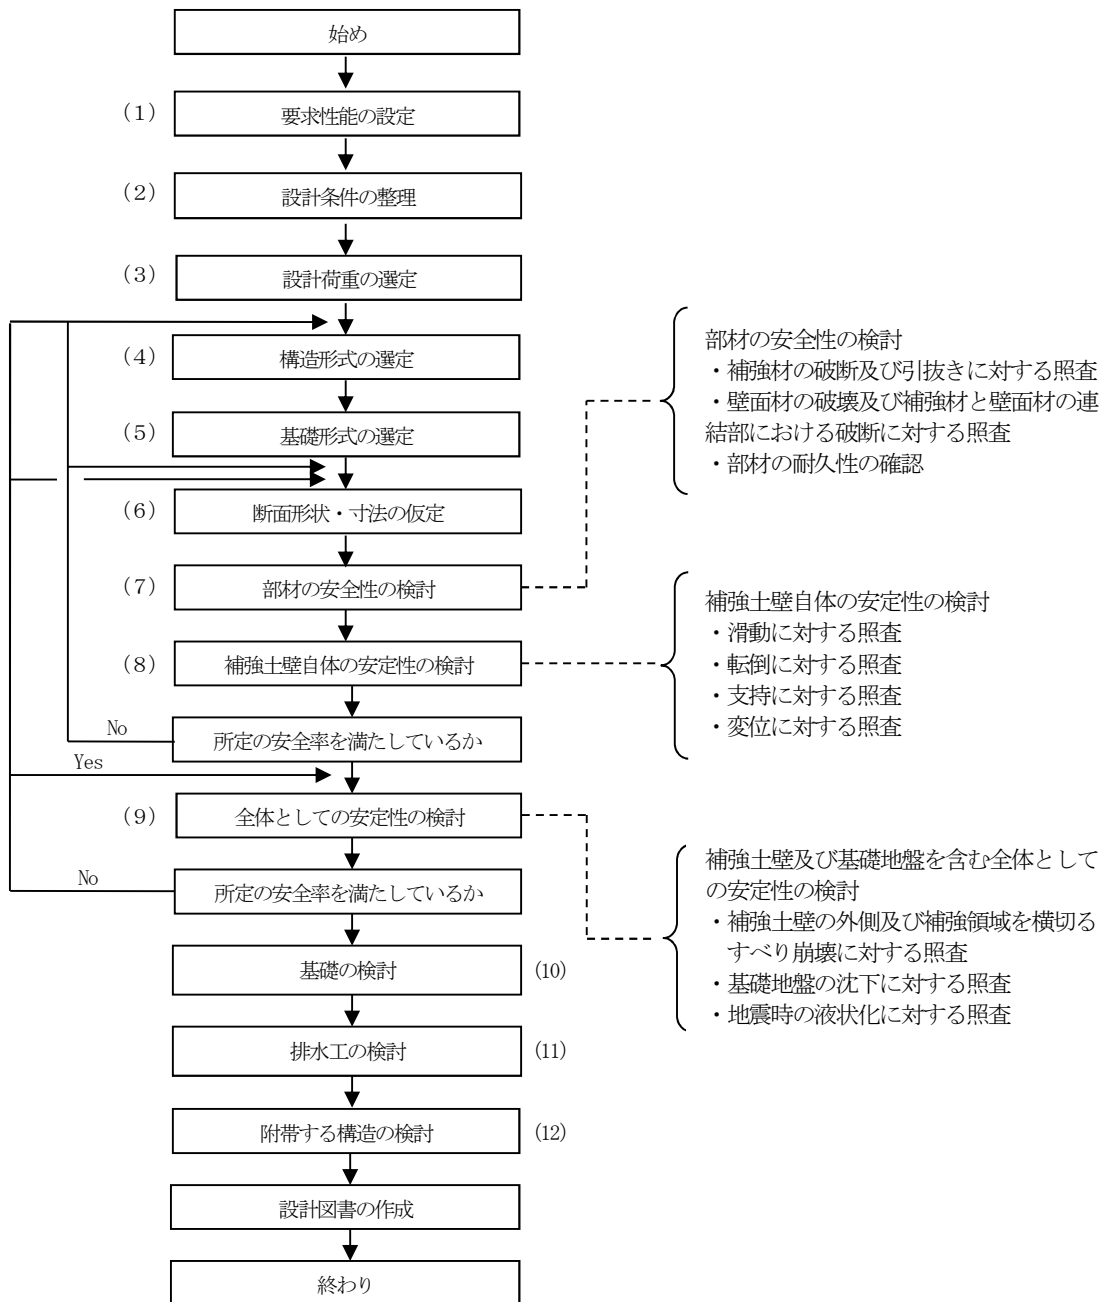 始め
（１）
要求性能の設定
（２）
設計条件の整理
（３）
設計荷重の選定
（４）
構造形式の選定
（５）
基礎形式の選定
（６）
断面形状・寸法の仮定
（７）
部材の安全性の検討
（８）
補強土壁自体の安定性の検討
No
所定の安全率を満たしているか
Yes
（９）
全体としての安定性の検討
No
所定の安全率を満たしているか
基礎の検討
(10)
排水工の検討
(11)
附帯する構造の検討
(12)
設計図書の作成
終わり
部材の安全性の検討
・補強材の破断及び引抜きに対する照査
・壁面材の破壊及び補強材と壁面材の連
結部における破断に対する照査
・部材の耐久性の確認
補強土壁自体の安定性の検討
・滑動に対する照査
・転倒に対する照査
・支持に対する照査
・変位に対する照査
補強土壁及び基礎地盤を含む全体として
の安定性の検討
・補強土壁の外側及び補強領域を横切る
すべり崩壊に対する照査
・基礎地盤の沈下に対する照査
・地震時の液状化に対する照査